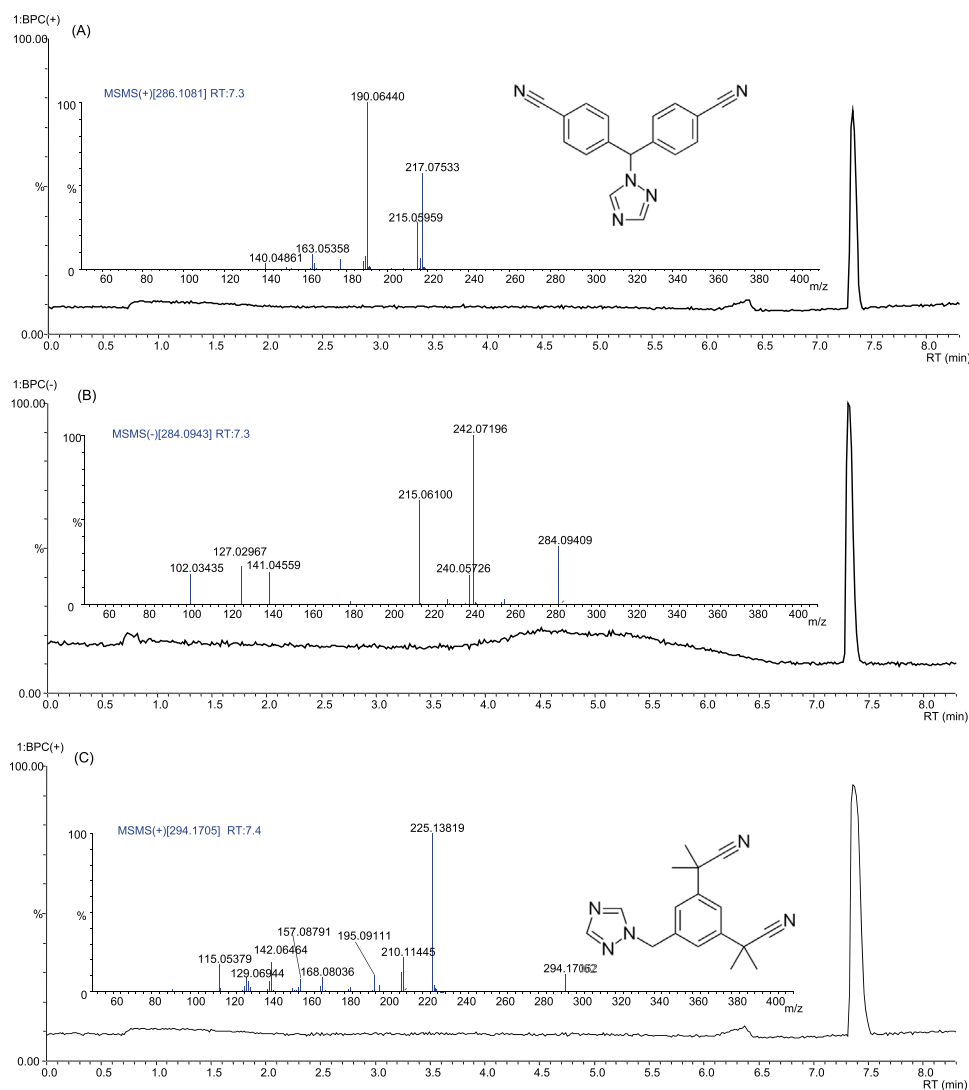 1:BPC(+)
(A)
100.00
MSMS(+)[286.1081] RT:7.3
100
190.06440
217.07533
215.05959
163.05358
140.04861
%
%
0
60 80 100 120 140 160 180 200 220 240 260 280 300 320 340 360 380 400
m/z
N
N
N
N
N
0.00
0.0 0.5 1.0 1.5 2.0 2.5 3.0 3.5 4.0 4.5 5.0 5.5 6.0 6.5 7.0 7.5 8.0
RT (min)
1:BPC(-)
(B)
100.00
MSMS(-)[284.0943] RT:7.3
100
242.07196
215.06100
284.09409
127.02967
240.05726
141.04559
102.03435
%
%
0
60 80 100 120 140 160 180 200 220 240 260 280 300 320 340 360 380 400
m/z
0.00
0.0 0.5 1.0 1.5 2.0 2.5 3.0 3.5 4.0 4.5 5.0 5.5 6.0 6.5 7.0 7.5 8.0
RT (min)
1:BPC(+)
(C)
100.00
MSMS(+)[294.1705] RT:7.4
100
225.13819
157.08791
195.09111
142.06464
210.11445
115.05379
129.06944
168.08036
%
%
0
60 80 100 120 140 160 180 200 220 240 260 280 300 320 340 360 380 400
m/z
N
N
N
N
N
0.00
0.0 0.5 1.0 1.5 2.0 2.5 3.0 3.5 4.0 4.5 5.0 5.5 6.0 6.5 7.0 7.5 8.0
RT (min)